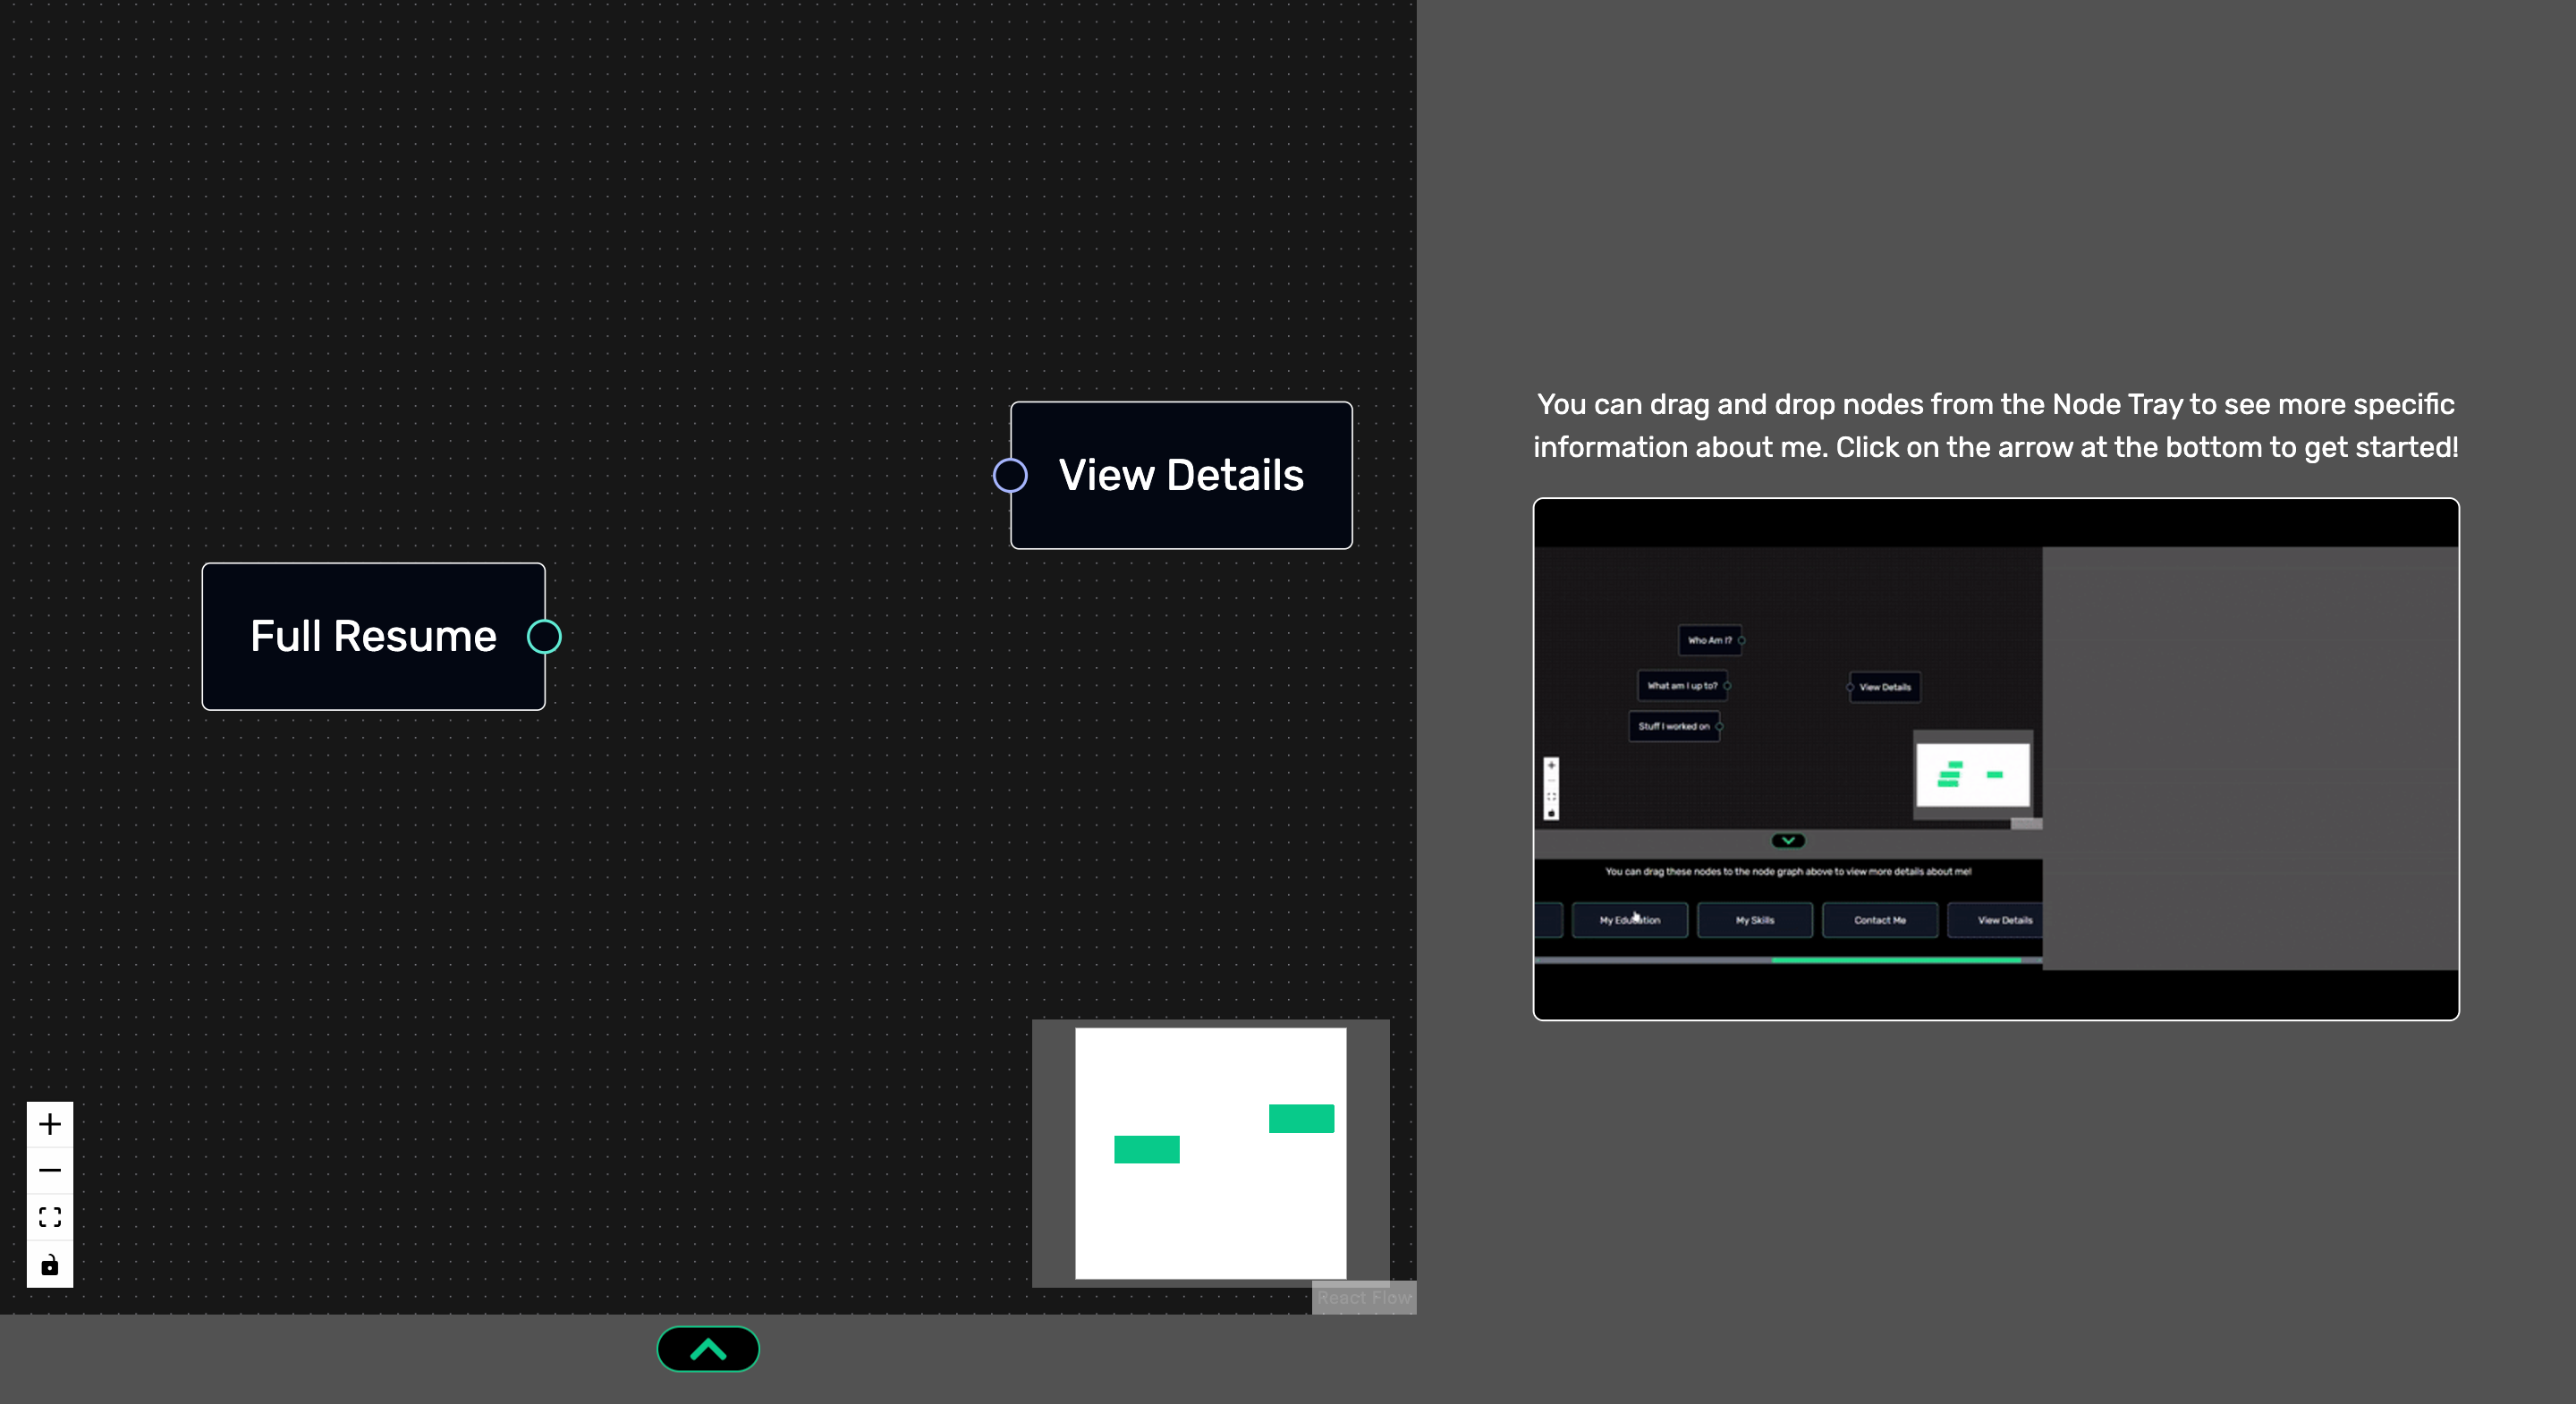 View Details
Full Resume
React Flow
You can drag and drop nodes from the Node Tray to see more specific
information about me. Click on the arrow at the bottom to get started!
Who Am I?
What am I up to?
View Details
Stuff I worked on
You can drag these nodes to the node graph above to view more details about me!
My Education
My Skills
Contact Me
View Details